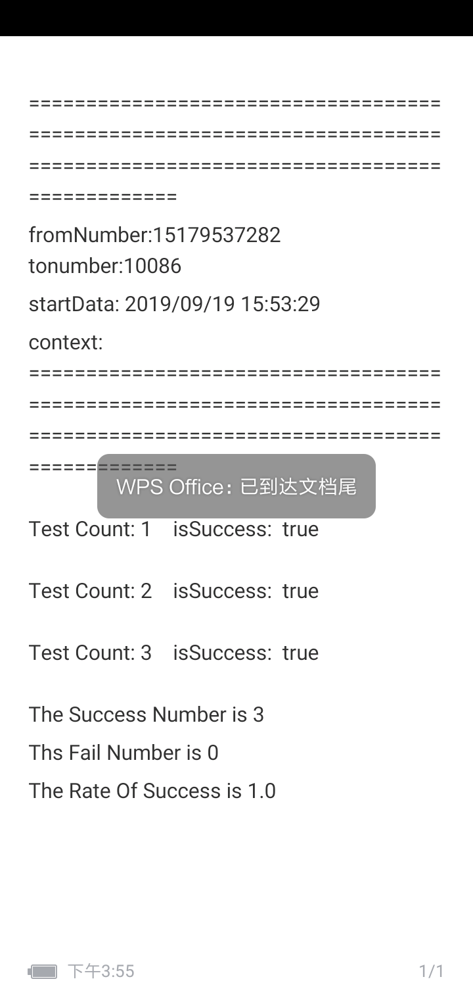 ====================================
====================================
====================================
=============
fromNumber:15179537282
tonumber:10086
startData: 2019/09/19 15:53:29
context:
====================================
====================================
====================================
=============
WPS Office：已到达文档尾
Test Count: 1    isSuccess:  true
Test Count: 2    isSuccess:  true
Test Count: 3    isSuccess:  true
The Success Number is 3
Ths Fail Number is 0
The Rate Of Success is 1.0
下午3:55
1/1